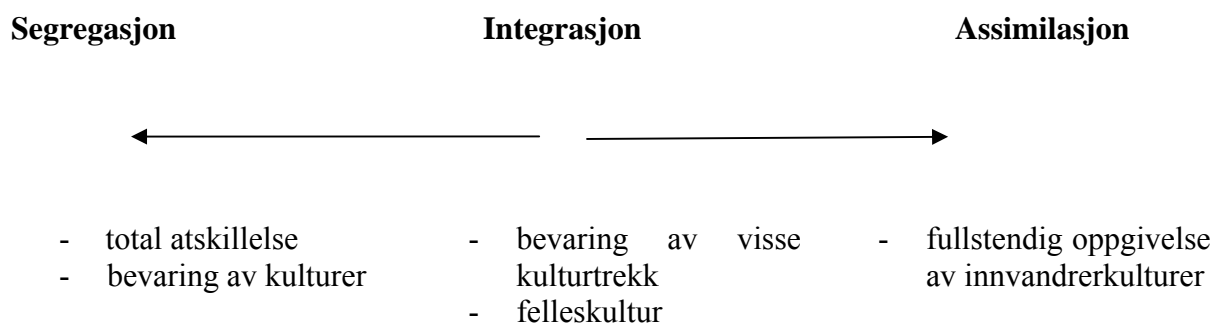 Segregasjon Integrasjon Assimilasjon
- total atskillelse
- bevaring av kulturer
- bevaring av visse
kulturtrekk
- felleskultur
- fullstendig oppgivelse
av innvandrerkulturer